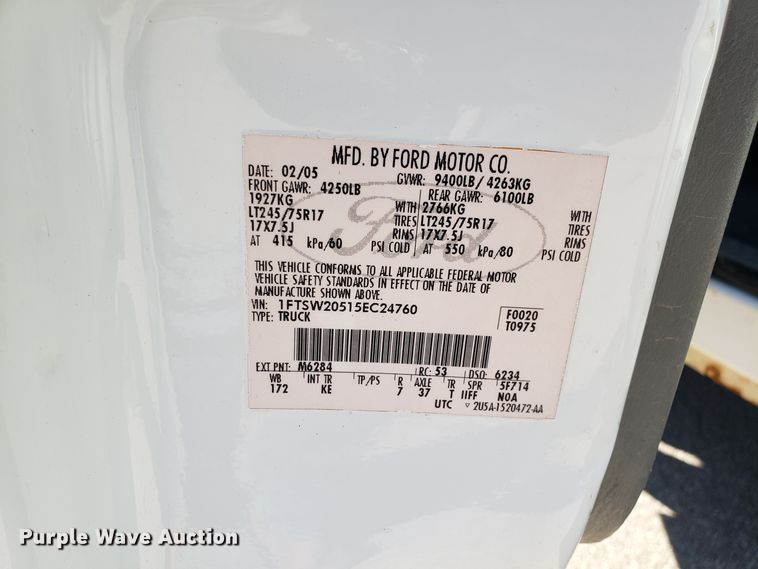 MFD. BY FORD MOTOR CO.
DATE: 02/05 GVWR: 9400LB/ 4263KG
FRONT GAWR: 4250LB REAR GAWR: 6100LB
1927KG WITH 2766KG WITH
LT245/75R17 TIRES LT245/75R17 TIRES
17X7.5J RIMS 17X7.5J RIMS
AT 415 kPa/60 PSI COLD AT 550 kPa/80 PSI COLD
Ford
THIS VEHICLE CONFORMS TO ALL APPLICABLE FEDERAL MOTOR
VEHICLE SAFETY STANDARDS IN EFFECT ON THE DATE OF
MANUFACTURE SHOWN ABOVE.
VIN: 1FTSW20515EC24760 F0020
TYPE: TRUCK T0975
EXT PNT: M6284 RC: 53 DSO: 6234
WB INT TR TP/PS R AXLE TR SPR 5F714
172 KE 7 37 T IIFF NOA
UTC ▽ 2U5A-1520472-AA
Purple Wave Auction